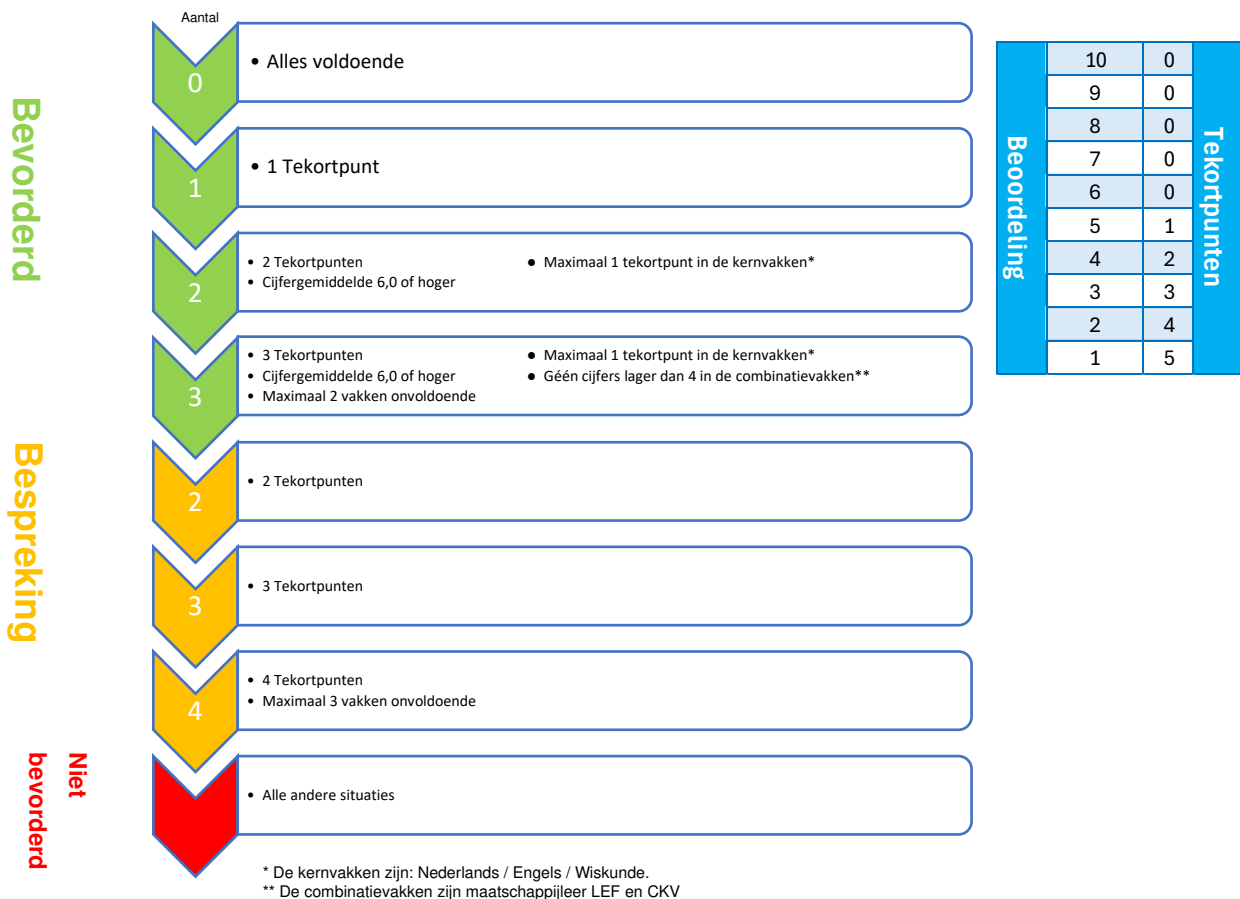 Aantal
Bevorderd
0
• Alles voldoende
1
• 1 Tekortpunt
2
• 2 Tekortpunten
• Cijfergemiddelde 6,0 of hoger
● Maximaal 1 tekortpunt in de kernvakken*
3
• 3 Tekortpunten
• Cijfergemiddelde 6,0 of hoger
• Maximaal 2 vakken onvoldoende
● Maximaal 1 tekortpunt in de kernvakken*
● Géén cijfers lager dan 4 in de combinatievakken**
Bespreking
2
• 2 Tekortpunten
3
• 3 Tekortpunten
4
• 4 Tekortpunten
• Maximaal 3 vakken onvoldoende
Niet
bevorderd
• Alle andere situaties
* De kernvakken zijn: Nederlands / Engels / Wiskunde.
** De combinatievakken zijn maatschappijleer LEF en CKV
Beoordeling
Tekortpunten
10 0
9 0
8 0
7 0
6 0
5 1
4 2
3 3
2 4
1 5